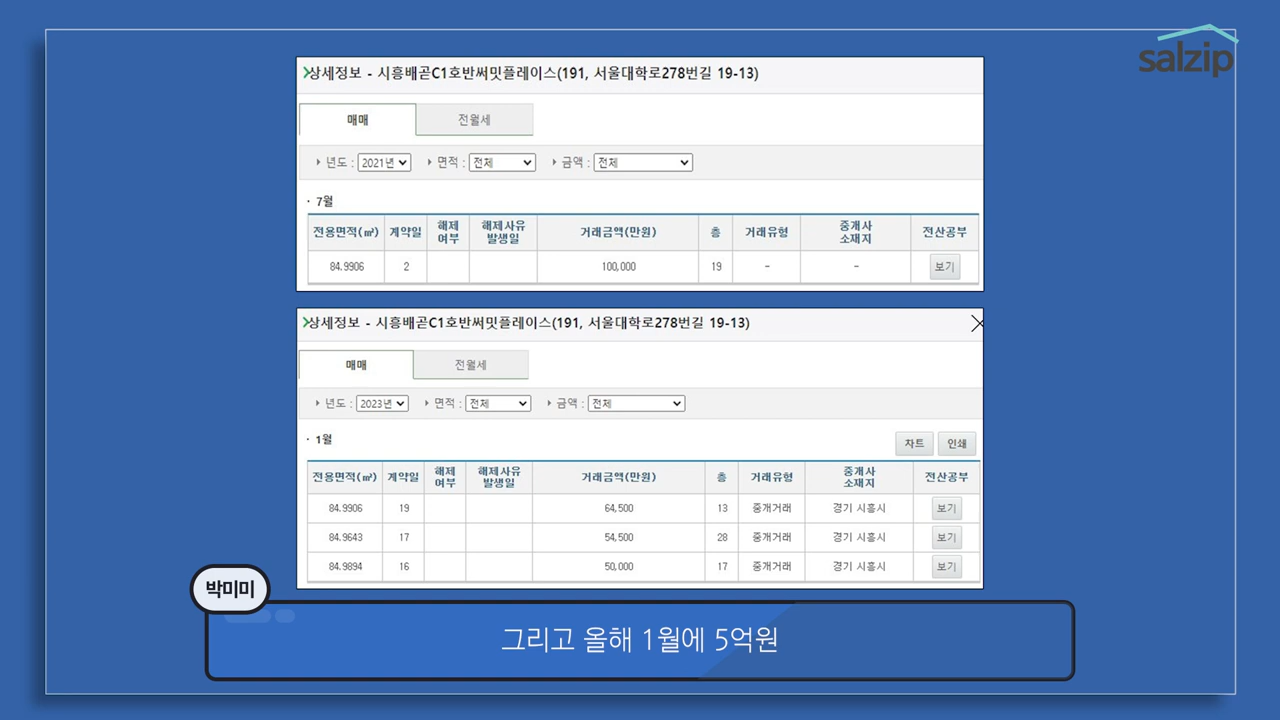 salzip
상세정보 - 시흥배곧C1호반써밋플레이스(191, 서울대학로278번길 19-13)
매매 전월세
년도 : 2021년 면적 : 전체 금액 : 전체
· 7월
전용면적(㎡) 계약일 해제여부 해제사유 발생일 거래금액(만원) 층 거래유형 중개사 소재지 전산공부
84.9906 2 100,000 19 - - 보기
상세정보 - 시흥배곧C1호반써밋플레이스(191, 서울대학로278번길 19-13)
매매 전월세
년도 : 2023년 면적 : 전체 금액 : 전체
· 1월 차트 인쇄
전용면적(㎡) 계약일 해제여부 해제사유 발생일 거래금액(만원) 층 거래유형 중개사 소재지 전산공부
84.9906 19 64,500 13 중개거래 경기 시흥시 보기
84.9643 17 54,500 28 중개거래 경기 시흥시 보기
84.9894 16 50,000 17 중개거래 경기 시흥시 보기
박미미
그리고 올해 1월에 5억원